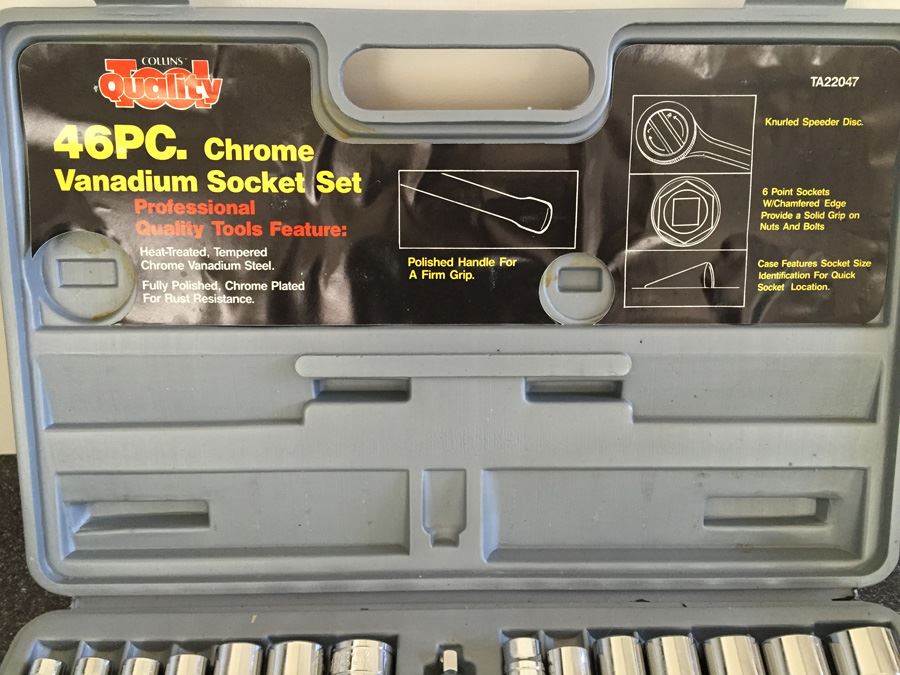 COLLINS™
Quality Tool
46PC. Chrome
Vanadium Socket Set
Professional
Quality Tools Feature:
Heat-Treated, Tempered
Chrome Vanadium Steel.
Fully Polished, Chrome Plated
For Rust Resistance.
Polished Handle For
A Firm Grip.
TA22047
Knurled Speeder Disc.
6 Point Sockets
W/Chamfered Edge
Provide a Solid Grip on
Nuts And Bolts
Case Features Socket Size
Identification For Quick
Socket Location.